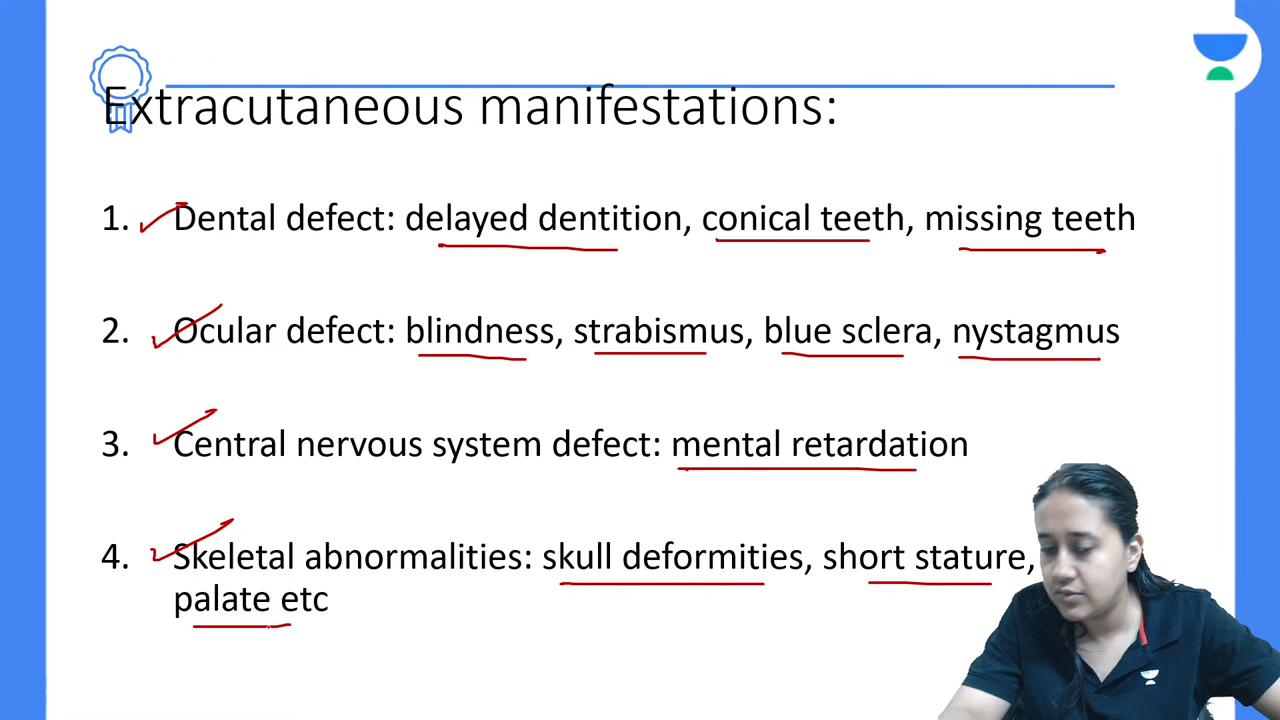 Extracutaneous manifestations:
1. Dental defect: delayed dentition, conical teeth, missing teeth
2. Ocular defect: blindness, strabismus, blue sclera, nystagmus
3. Central nervous system defect: mental retardation
4. Skeletal abnormalities: skull deformities, short stature,
palate etc